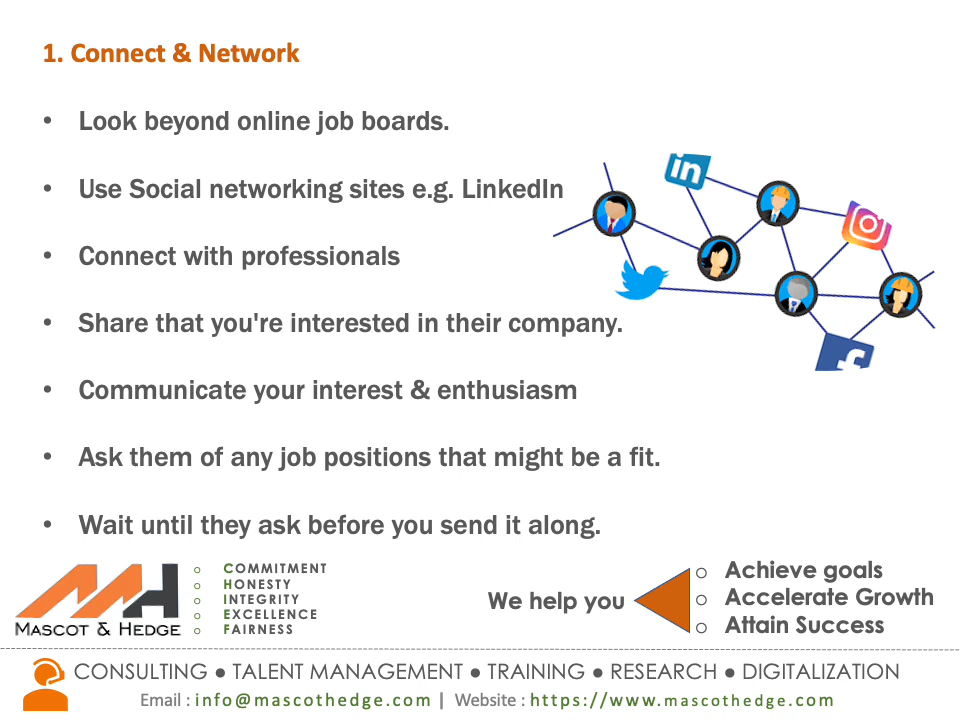 1. Connect & Network
• Look beyond online job boards.
• Use Social networking sites e.g. LinkedIn
• Connect with professionals
• Share that you're interested in their company.
• Communicate your interest & enthusiasm
• Ask them of any job positions that might be a fit.
• Wait until they ask before you send it along.
in
f
MASCOT & HEDGE
o COMMITMENT
o HONESTY
o INTEGRITY
o EXCELLENCE
o FAIRNESS
We help you
o Achieve goals
o Accelerate Growth
o Attain Success
CONSULTING ● TALENT MANAGEMENT ● TRAINING ● RESEARCH ● DIGITALIZATION
Email : info@mascothedge.com | Website : https://www.mascothedge.com